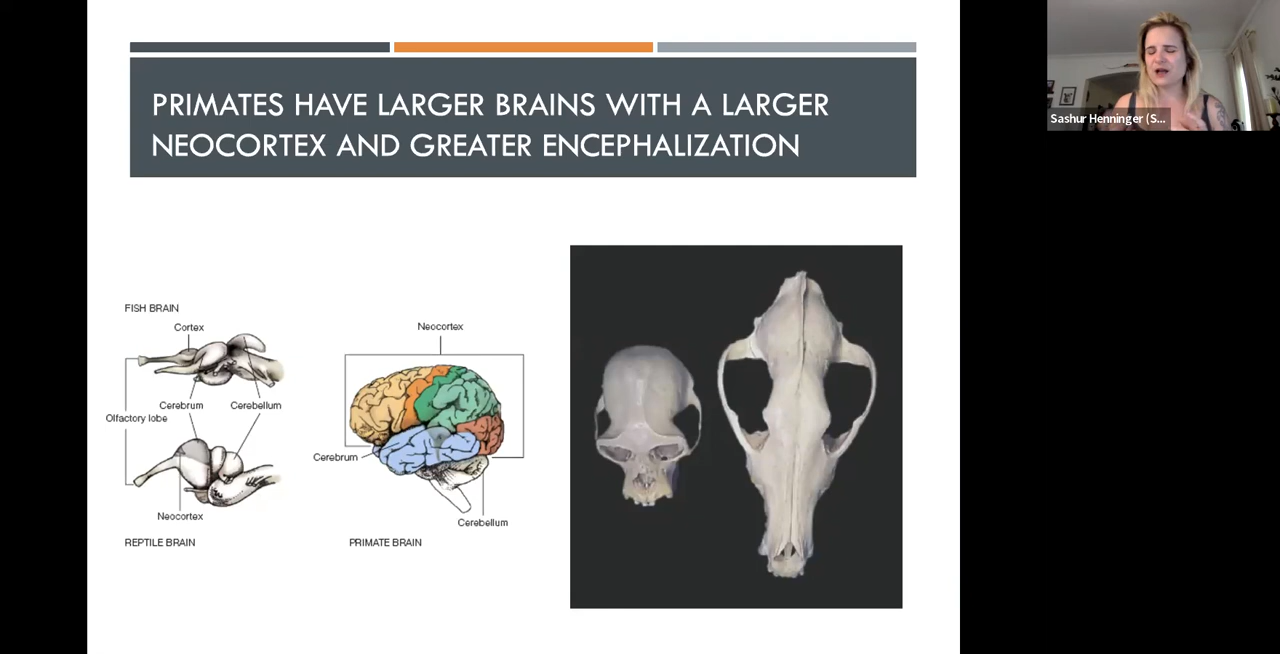 PRIMATES HAVE LARGER BRAINS WITH A LARGER
NEOCORTEX AND GREATER ENCEPHALIZATION
FISH BRAIN
Cortex
Cerebrum
Cerebellum
Olfactory lobe
Neocortex
REPTILE BRAIN
Neocortex
Cerebrum
Cerebellum
PRIMATE BRAIN
Sashur Henninger (S...